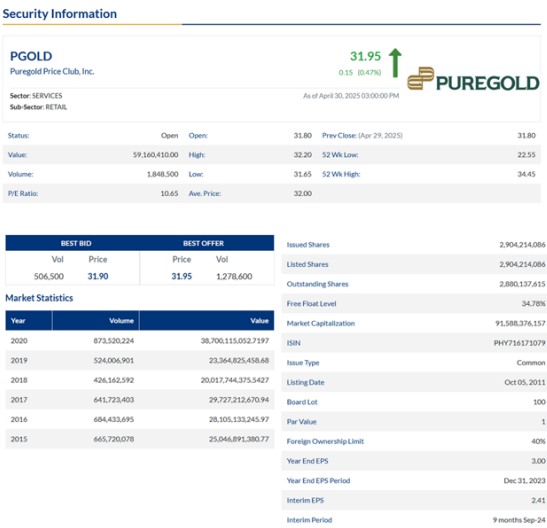 Security Information
PGOLD
Puregold Price Club, Inc.
31.95
0.15 (0.47%)
PUREGOLD
Sector: SERVICES
Sub-Sector: RETAIL
As of April 30, 2025 03:00:00 PM
Status: Open Open: 31.80 Prev Close: (Apr 29, 2025) 31.80
Value: 59,160,410.00 High: 32.20 52 Wk Low: 22.55
Volume: 1,848,500 Low: 31.65 52 Wk High: 34.45
P/E Ratio: 10.65 Ave. Price: 32.00
BEST BID BEST OFFER
Vol Price Price Vol
506,500 31.90 31.95 1,278,600
Market Statistics
Year Volume Value
2020 873,520,224 38,700,115,052.7197
2019 524,006,901 23,364,825,458.68
2018 426,162,592 20,017,744,375.5427
2017 641,723,403 29,727,212,670.94
2016 684,433,695 28,105,133,245.97
2015 665,720,078 25,046,891,380.77
Issued Shares 2,904,214,086
Listed Shares 2,904,214,086
Outstanding Shares 2,880,137,615
Free Float Level 34.78%
Market Capitalization 91,588,376,157
ISIN PHY716171079
Issue Type Common
Listing Date Oct 05, 2011
Board Lot 100
Par Value 1
Foreign Ownership Limit 40%
Year End EPS 3.00
Year End EPS Period Dec 31, 2023
Interim EPS 2.41
Interim Period 9 months Sep-24